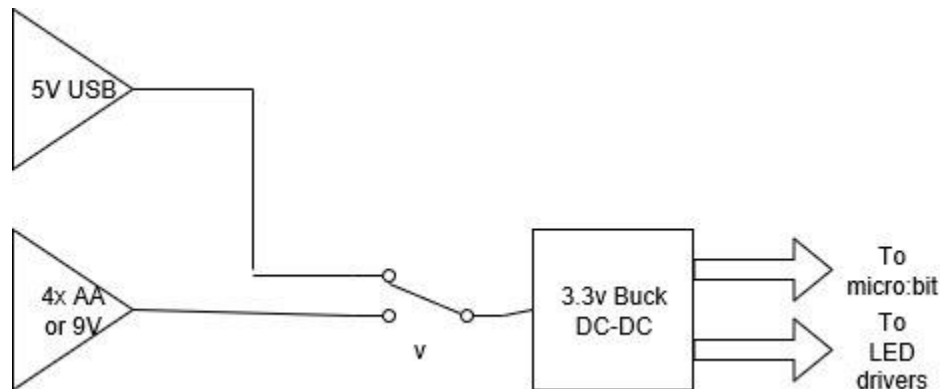 5V USB
4x AA
or 9V
v
3.3v Buck
DC-DC
To
micro:bit
To
LED
drivers